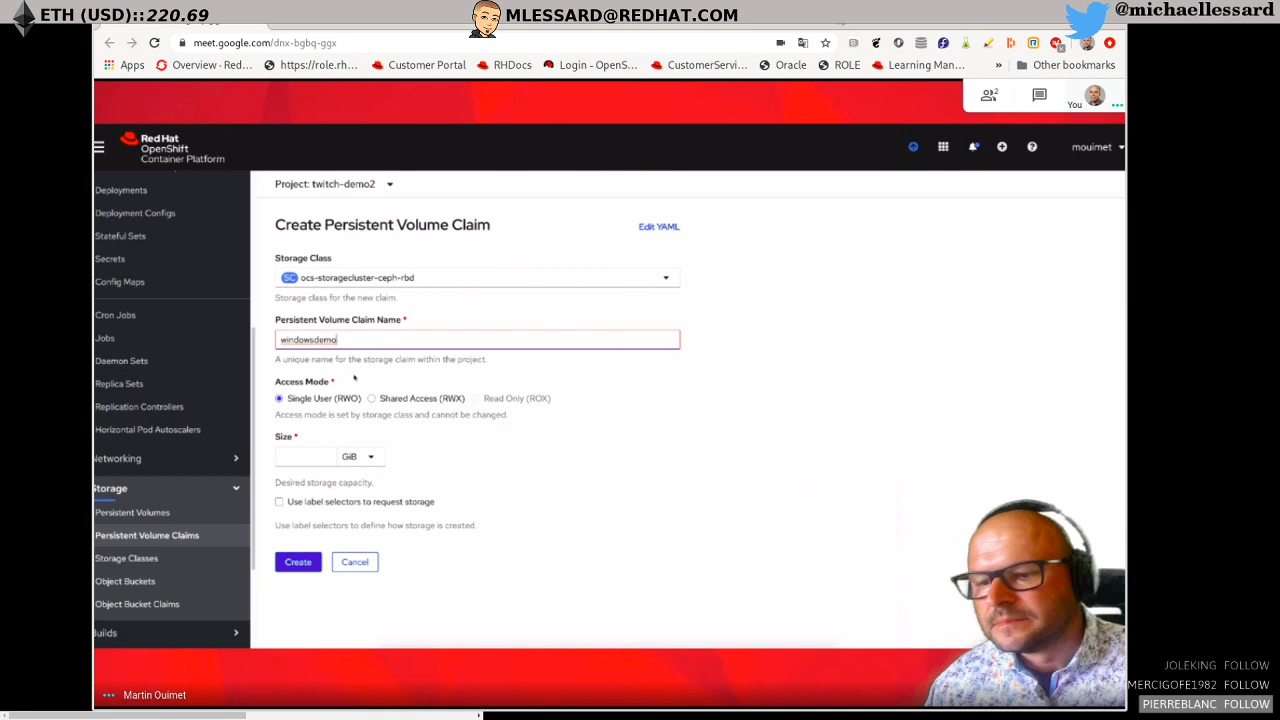 ETH (USD)::220.69
MLESSARD@REDHAT.COM
@michaellessard
meet.google.com/dnx-bgbq-ggx
Apps
Overview - Red...
https://role.rh...
Customer Portal
RHDocs
Login - OpenS...
CustomerServi...
Oracle
ROLE
Learning Man...
»
Other bookmarks
2
You
Red Hat
OpenShift
Container Platform
mouimet
Deployments
Deployment Configs
Stateful Sets
Secrets
Config Maps
Cron Jobs
Jobs
Daemon Sets
Replica Sets
Replication Controllers
Horizontal Pod Autoscalers
Networking
Storage
Persistent Volumes
Persistent Volume Claims
Storage Classes
Object Buckets
Object Bucket Claims
Builds
Project: twitch-demo2
Create Persistent Volume Claim
Edit YAML
Storage Class
SC ocs-storagecluster-ceph-rbd
Storage class for the new claim.
Persistent Volume Claim Name *
windowsdemo
A unique name for the storage claim within the project.
Access Mode *
Single User (RWO) Shared Access (RWX) Read Only (ROX)
Access mode is set by storage class and cannot be changed.
Size *
GiB
Desired storage capacity.
Use label selectors to request storage
Use label selectors to define how storage is created.
Create
Cancel
Martin Ouimet
JOLEKING FOLLOW
MERCIGOFE1982 FOLLOW
PIERREBLANC FOLLOW